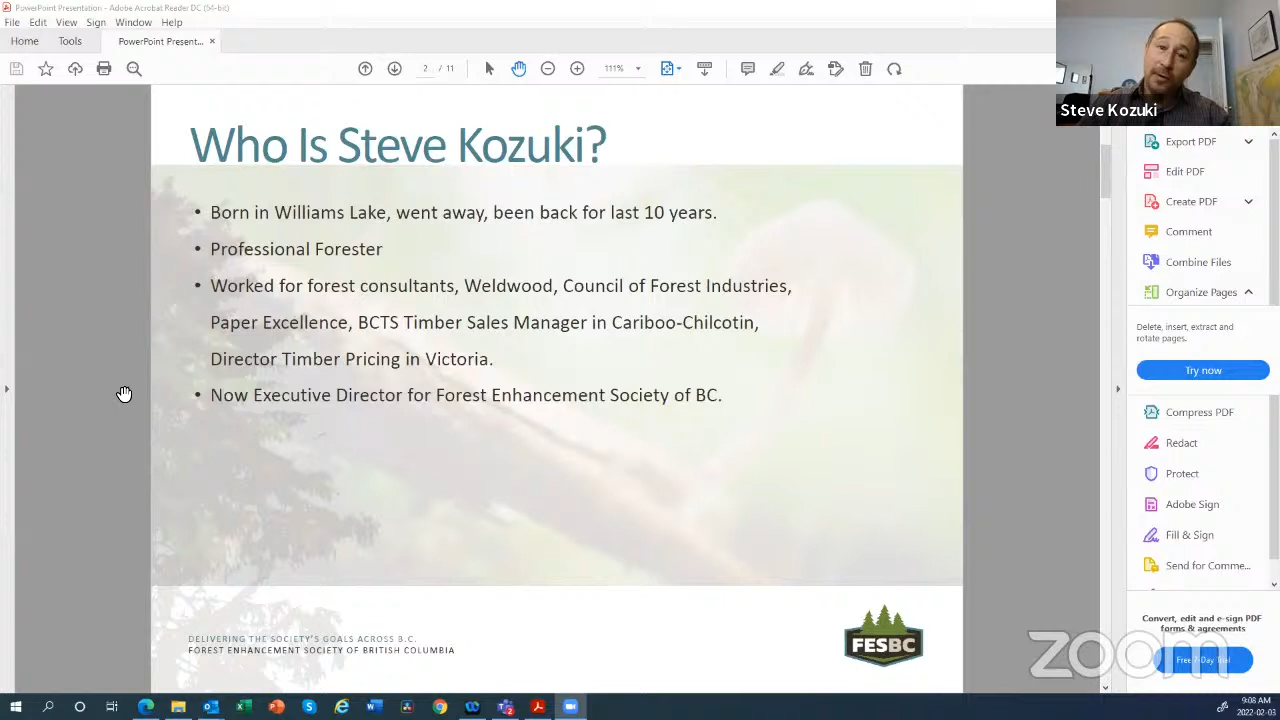 PowerPoint Presentation - Adobe Acrobat Reader DC (64-bit)
File Edit View Sign Window Help
Home Tools PowerPoint Present... ×
2 / 11 111%
Steve Kozuki
Who Is Steve Kozuki?
• Born in Williams Lake, went away, been back for last 10 years.
• Professional Forester
• Worked for forest consultants, Weldwood, Council of Forest Industries,
Paper Excellence, BCTS Timber Sales Manager in Cariboo-Chilcotin,
Director Timber Pricing in Victoria.
• Now Executive Director for Forest Enhancement Society of BC.
DELIVERING THE SOCIETY'S GOALS ACROSS B.C.
FOREST ENHANCEMENT SOCIETY OF BRITISH COLUMBIA
FESBC
Export PDF
Edit PDF
Create PDF
Comment
Combine Files
Organize Pages
Delete, insert, extract and
rotate pages.
Try now
Compress PDF
Redact
Protect
Adobe Sign
Fill & Sign
Send for Comme...
Convert, edit and e-sign PDF
forms & agreements
Free 7-Day Trial
zoom
9:08 AM
2022-02-03